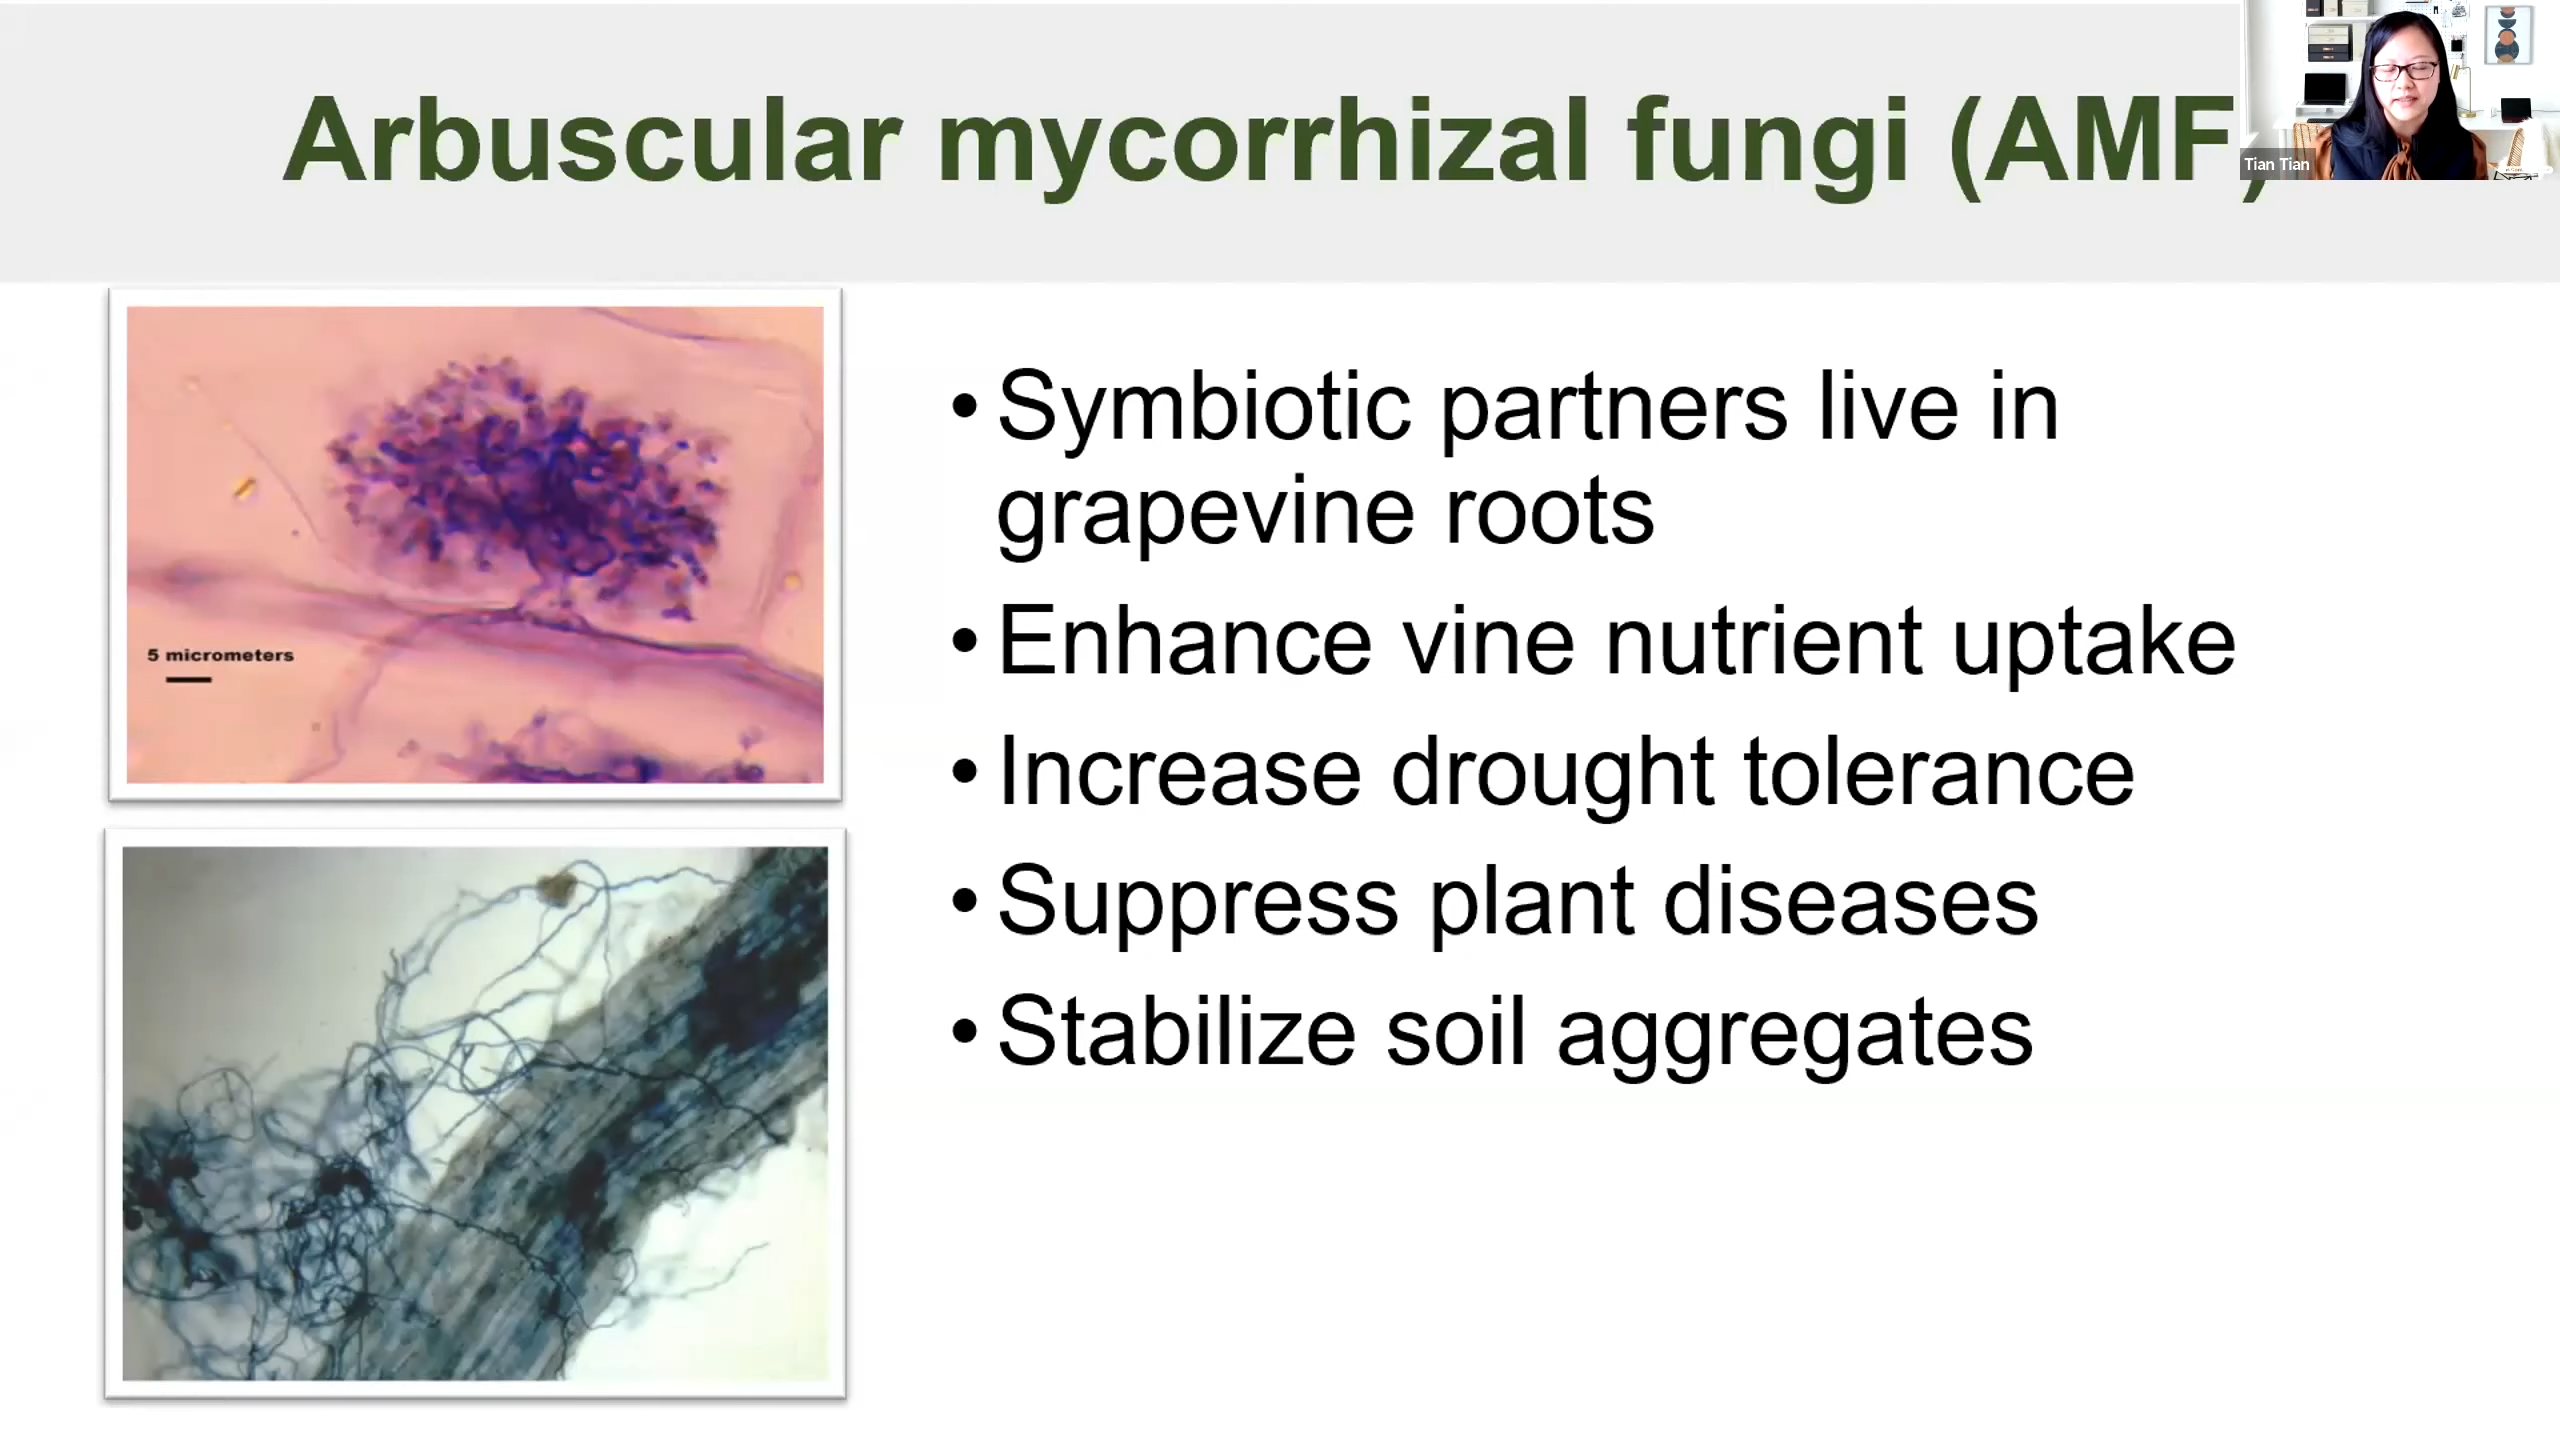 Arbuscular mycorrhizal fungi (AMF)
Tian Tian
5 micrometers
• Symbiotic partners live in
grapevine roots
• Enhance vine nutrient uptake
• Increase drought tolerance
• Suppress plant diseases
• Stabilize soil aggregates